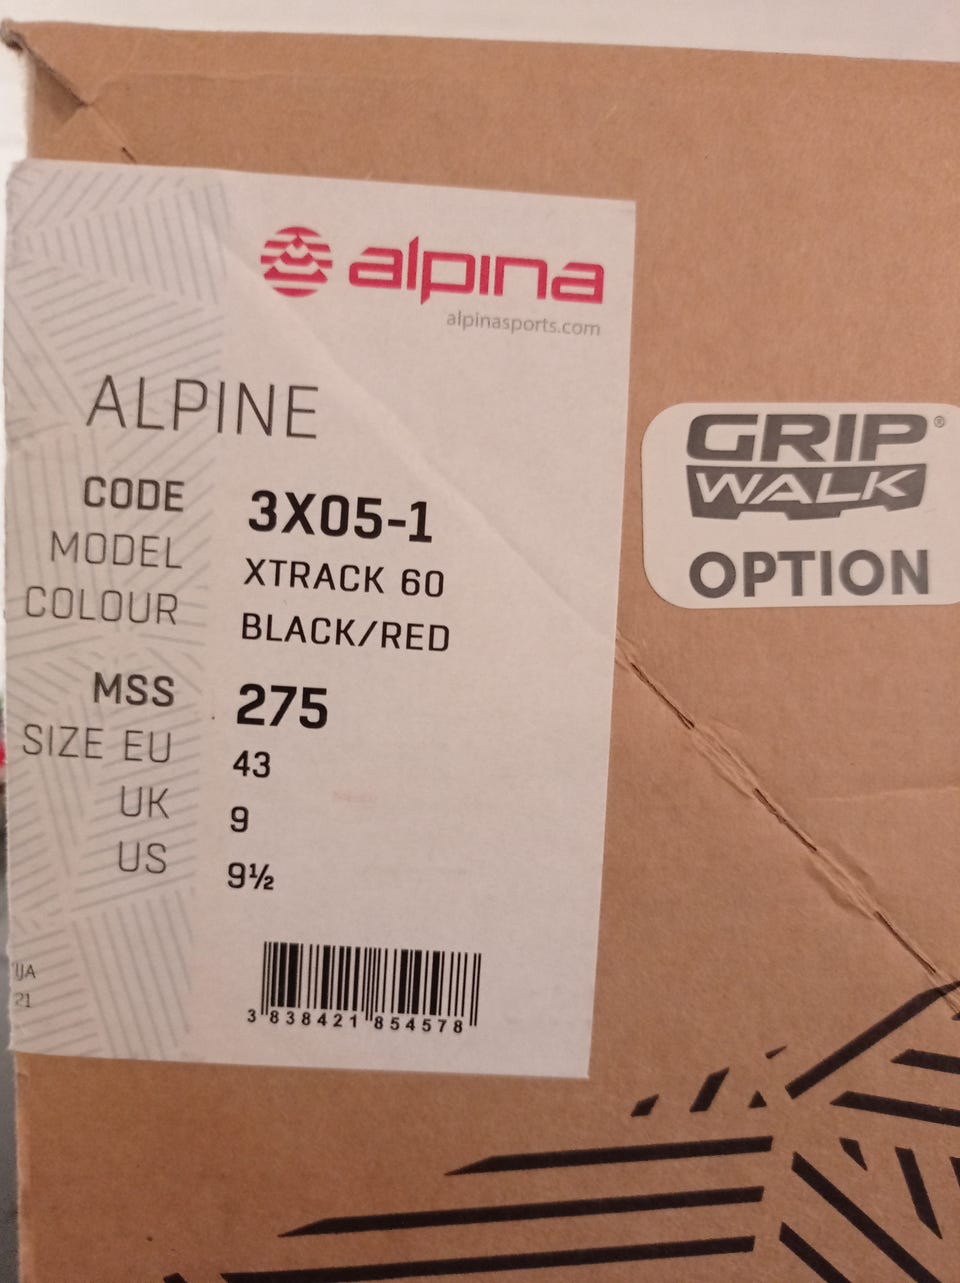 alpina
alpinasports.com
ALPINE
CODE 3X05-1
MODEL XTRACK 60
COLOUR BLACK/RED
MSS 275
SIZE EU 43
UK 9
US 9½
21
3 838421 854578
GRIP®
WALK
OPTION